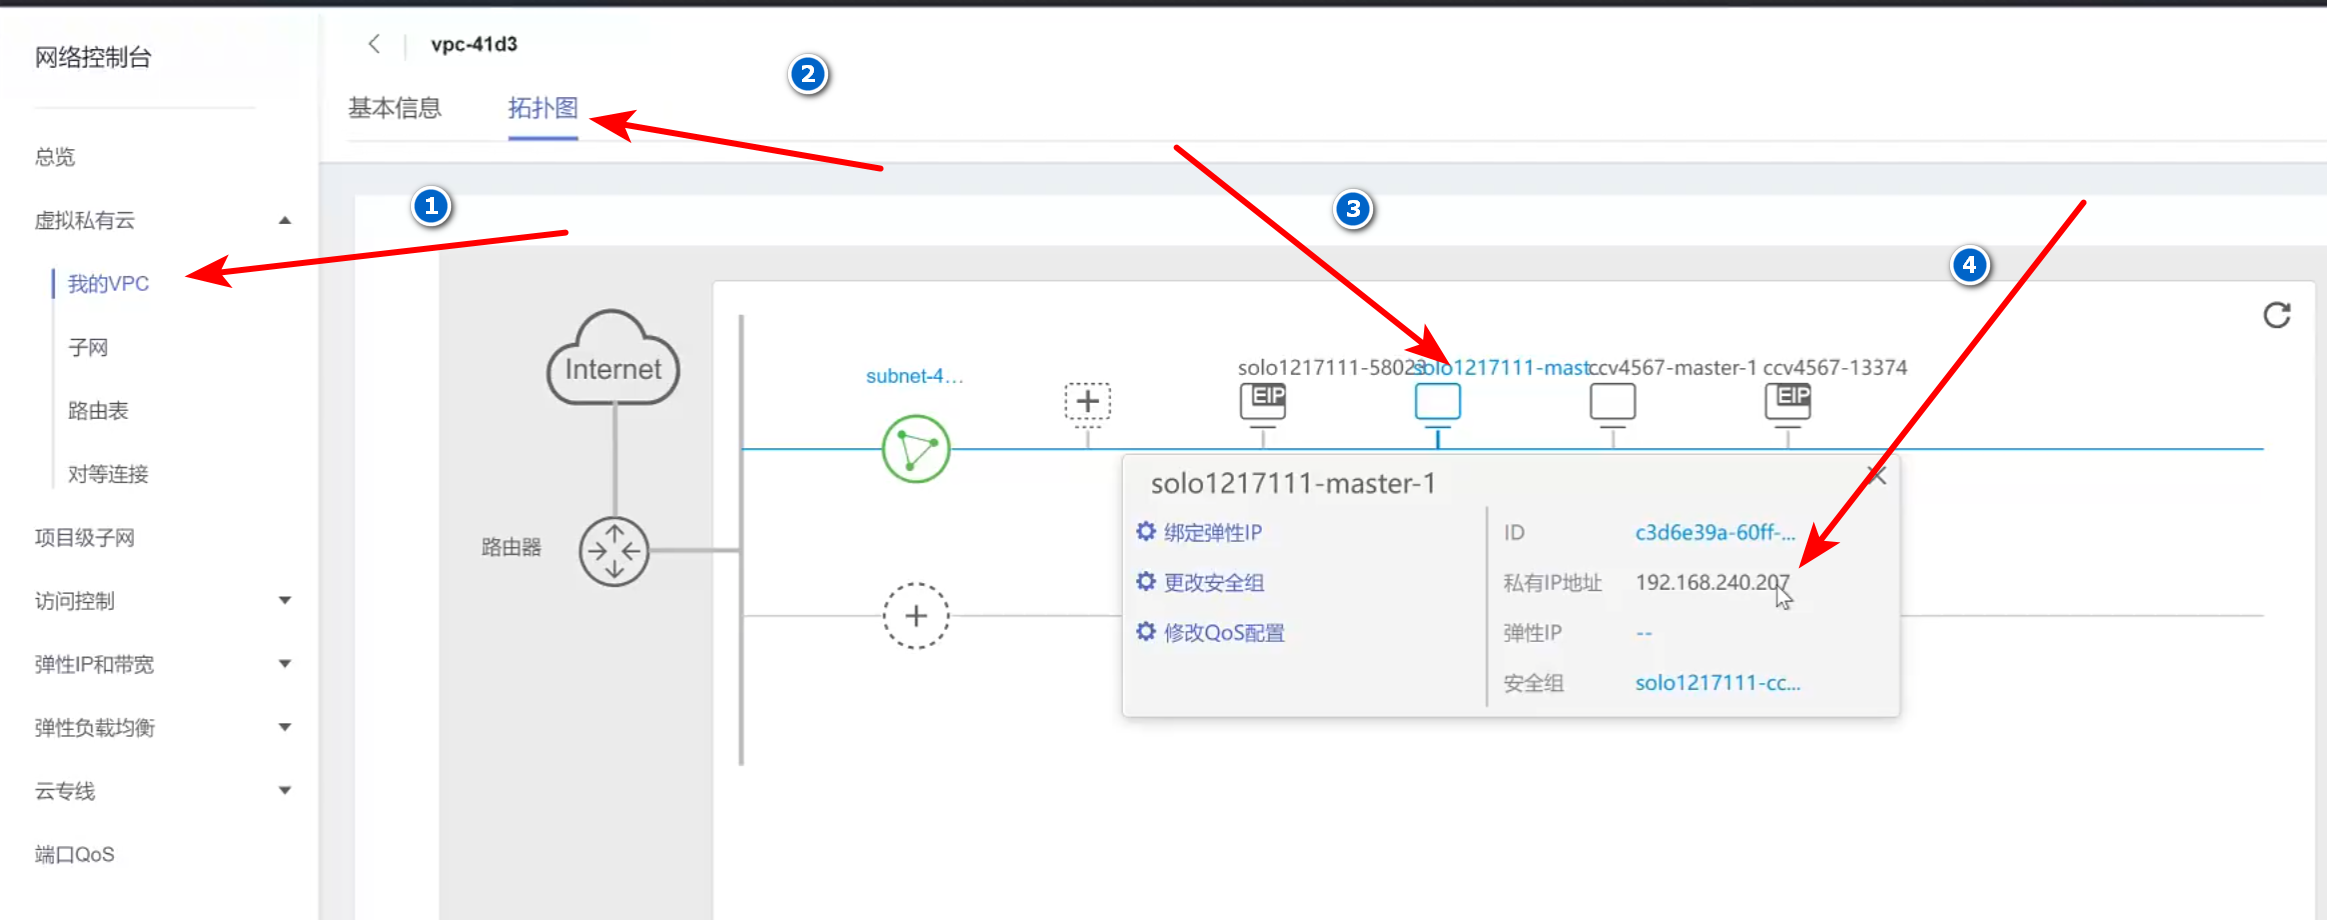 网络控制台
总览
虚拟私有云
我的VPC
子网
路由表
对等连接
项目级子网
访问控制
弹性IP和带宽
弹性负载均衡
云专线
端口QoS
vpc-41d3
基本信息
拓扑图
1
2
3
4
Internet
路由器
subnet-4...
solo1217111-58023
solo1217111-mast
ccv4567-master-1
ccv4567-13374
EIP
EIP
solo1217111-master-1
绑定弹性IP
更改安全组
修改QoS配置
ID c3d6e39a-60ff-...
私有IP地址 192.168.240.207
弹性IP --
安全组 solo1217111-cc...